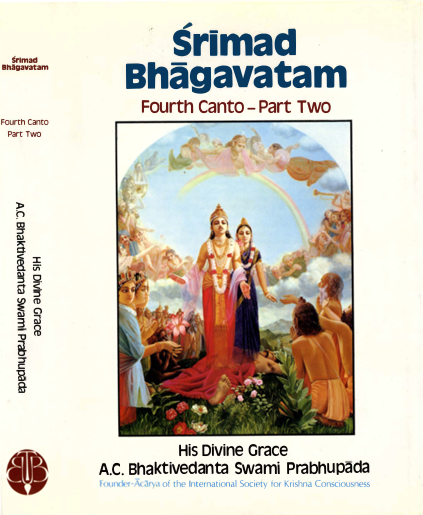 Śrīmad
Bhāgavatam
Fourth Canto
Part Two
His Divine Grace
A.C. Bhaktivedanta Swami Prabhupāda
BBT
Śrīmad
Bhāgavatam
Fourth Canto – Part Two
His Divine Grace
A.C. Bhaktivedanta Swami Prabhupāda
Founder-Ācārya of the International Society for Krishna Consciousness